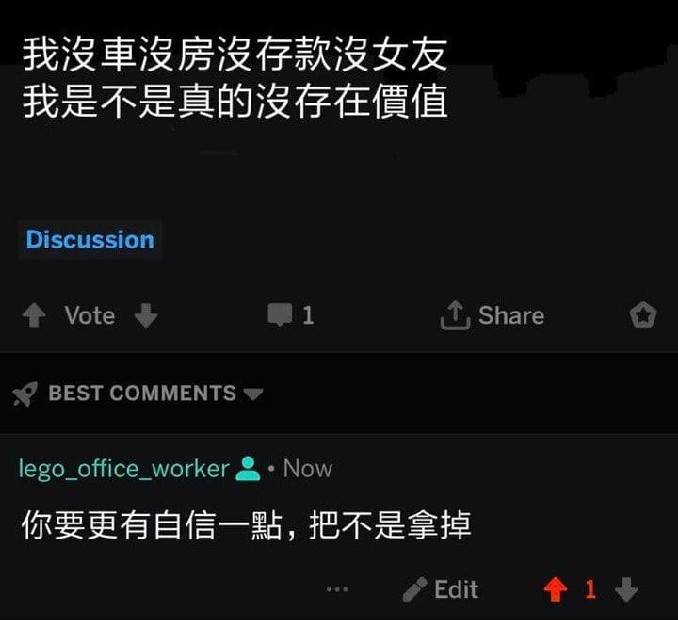 我沒車沒房沒存款沒女友
我是不是真的沒存在價值
Discussion
Vote 1 Share
BEST COMMENTS
lego_office_worker • Now
你要更有自信一點，把不是拿掉
... Edit 1